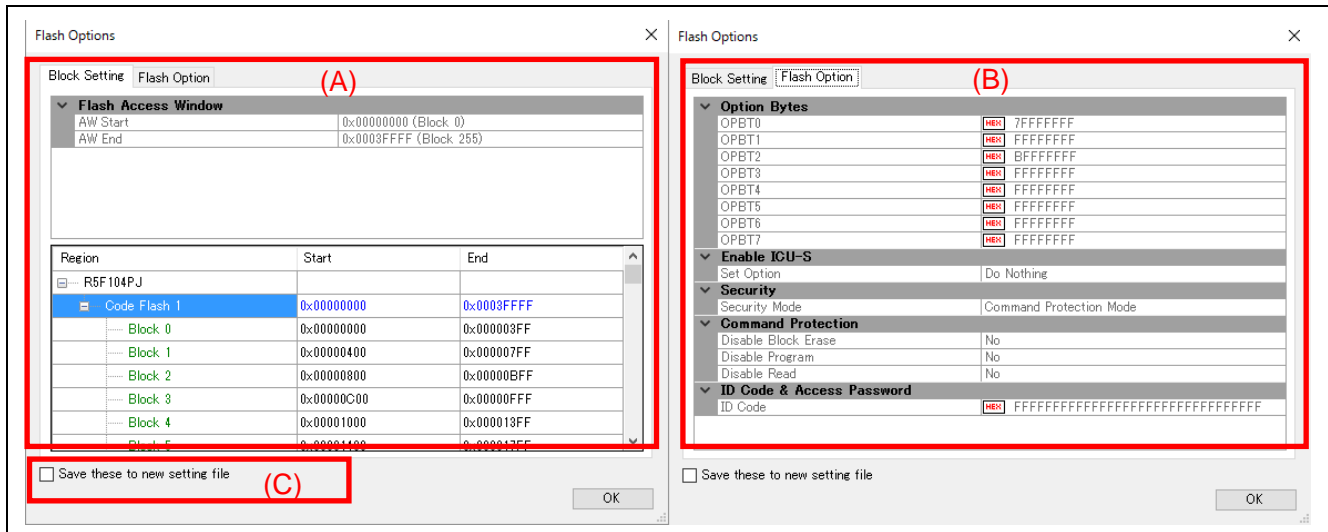 Flash Options
Block Setting Flash Option (A)
Flash Access Window
AW Start 0x00000000 (Block 0)
AW End 0x0003FFFF (Block 255)
Region Start End
R5F104PJ
Code Flash 1 0x00000000 0x0003FFFF
Block 0 0x00000000 0x000003FF
Block 1 0x00000400 0x000007FF
Block 2 0x00000800 0x00000BFF
Block 3 0x00000C00 0x00000FFF
Block 4 0x00001000 0x000013FF
Block 5 0x00001400 0x000017FF
Save these to new setting file (C)
OK
Flash Options
Block Setting Flash Option (B)
Option Bytes
OPBT0 HEX 7FFFFFFF
OPBT1 HEX FFFFFFFF
OPBT2 HEX BFFFFFFF
OPBT3 HEX FFFFFFFF
OPBT4 HEX FFFFFFFF
OPBT5 HEX FFFFFFFF
OPBT6 HEX FFFFFFFF
OPBT7 HEX FFFFFFFF
Enable ICU-S
Set Option Do Nothing
Security
Security Mode Command Protection Mode
Command Protection
Disable Block Erase No
Disable Program No
Disable Read No
ID Code & Access Password
ID Code HEX FFFFFFFFFFFFFFFFFFFFFFFFFFFFFFFF
Save these to new setting file
OK